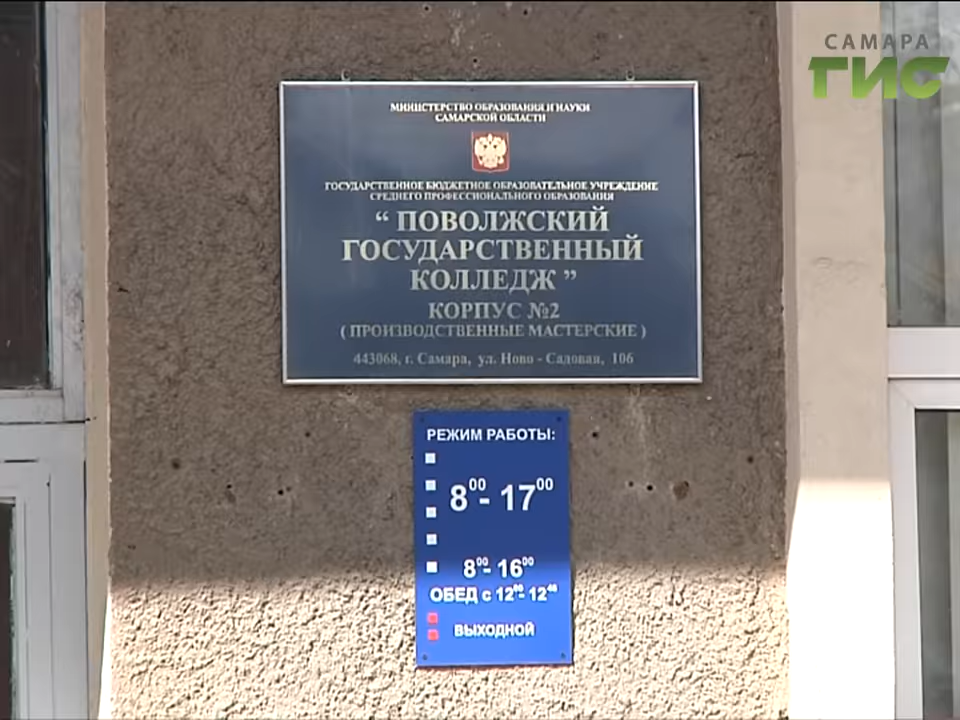 САМАРА
ГИС
МИНИСТЕРСТВО ОБРАЗОВАНИЯ И НАУКИ
САМАРСКОЙ ОБЛАСТИ
ГОСУДАРСТВЕННОЕ БЮДЖЕТНОЕ ОБРАЗОВАТЕЛЬНОЕ УЧРЕЖДЕНИЕ
СРЕДНЕГО ПРОФЕССИОНАЛЬНОГО ОБРАЗОВАНИЯ
“ ПОВОЛЖСКИЙ
ГОСУДАРСТВЕННЫЙ
КОЛЛЕДЖ ”
КОРПУС №2
( ПРОИЗВОДСТВЕННЫЕ МАСТЕРСКИЕ )
443068, г. Самара, ул. Ново - Садовая, 106
РЕЖИМ РАБОТЫ:
8⁰⁰- 17⁰⁰
8⁰⁰- 16⁰⁰
ОБЕД с 12⁰⁰- 12⁴⁸
ВЫХОДНОЙ